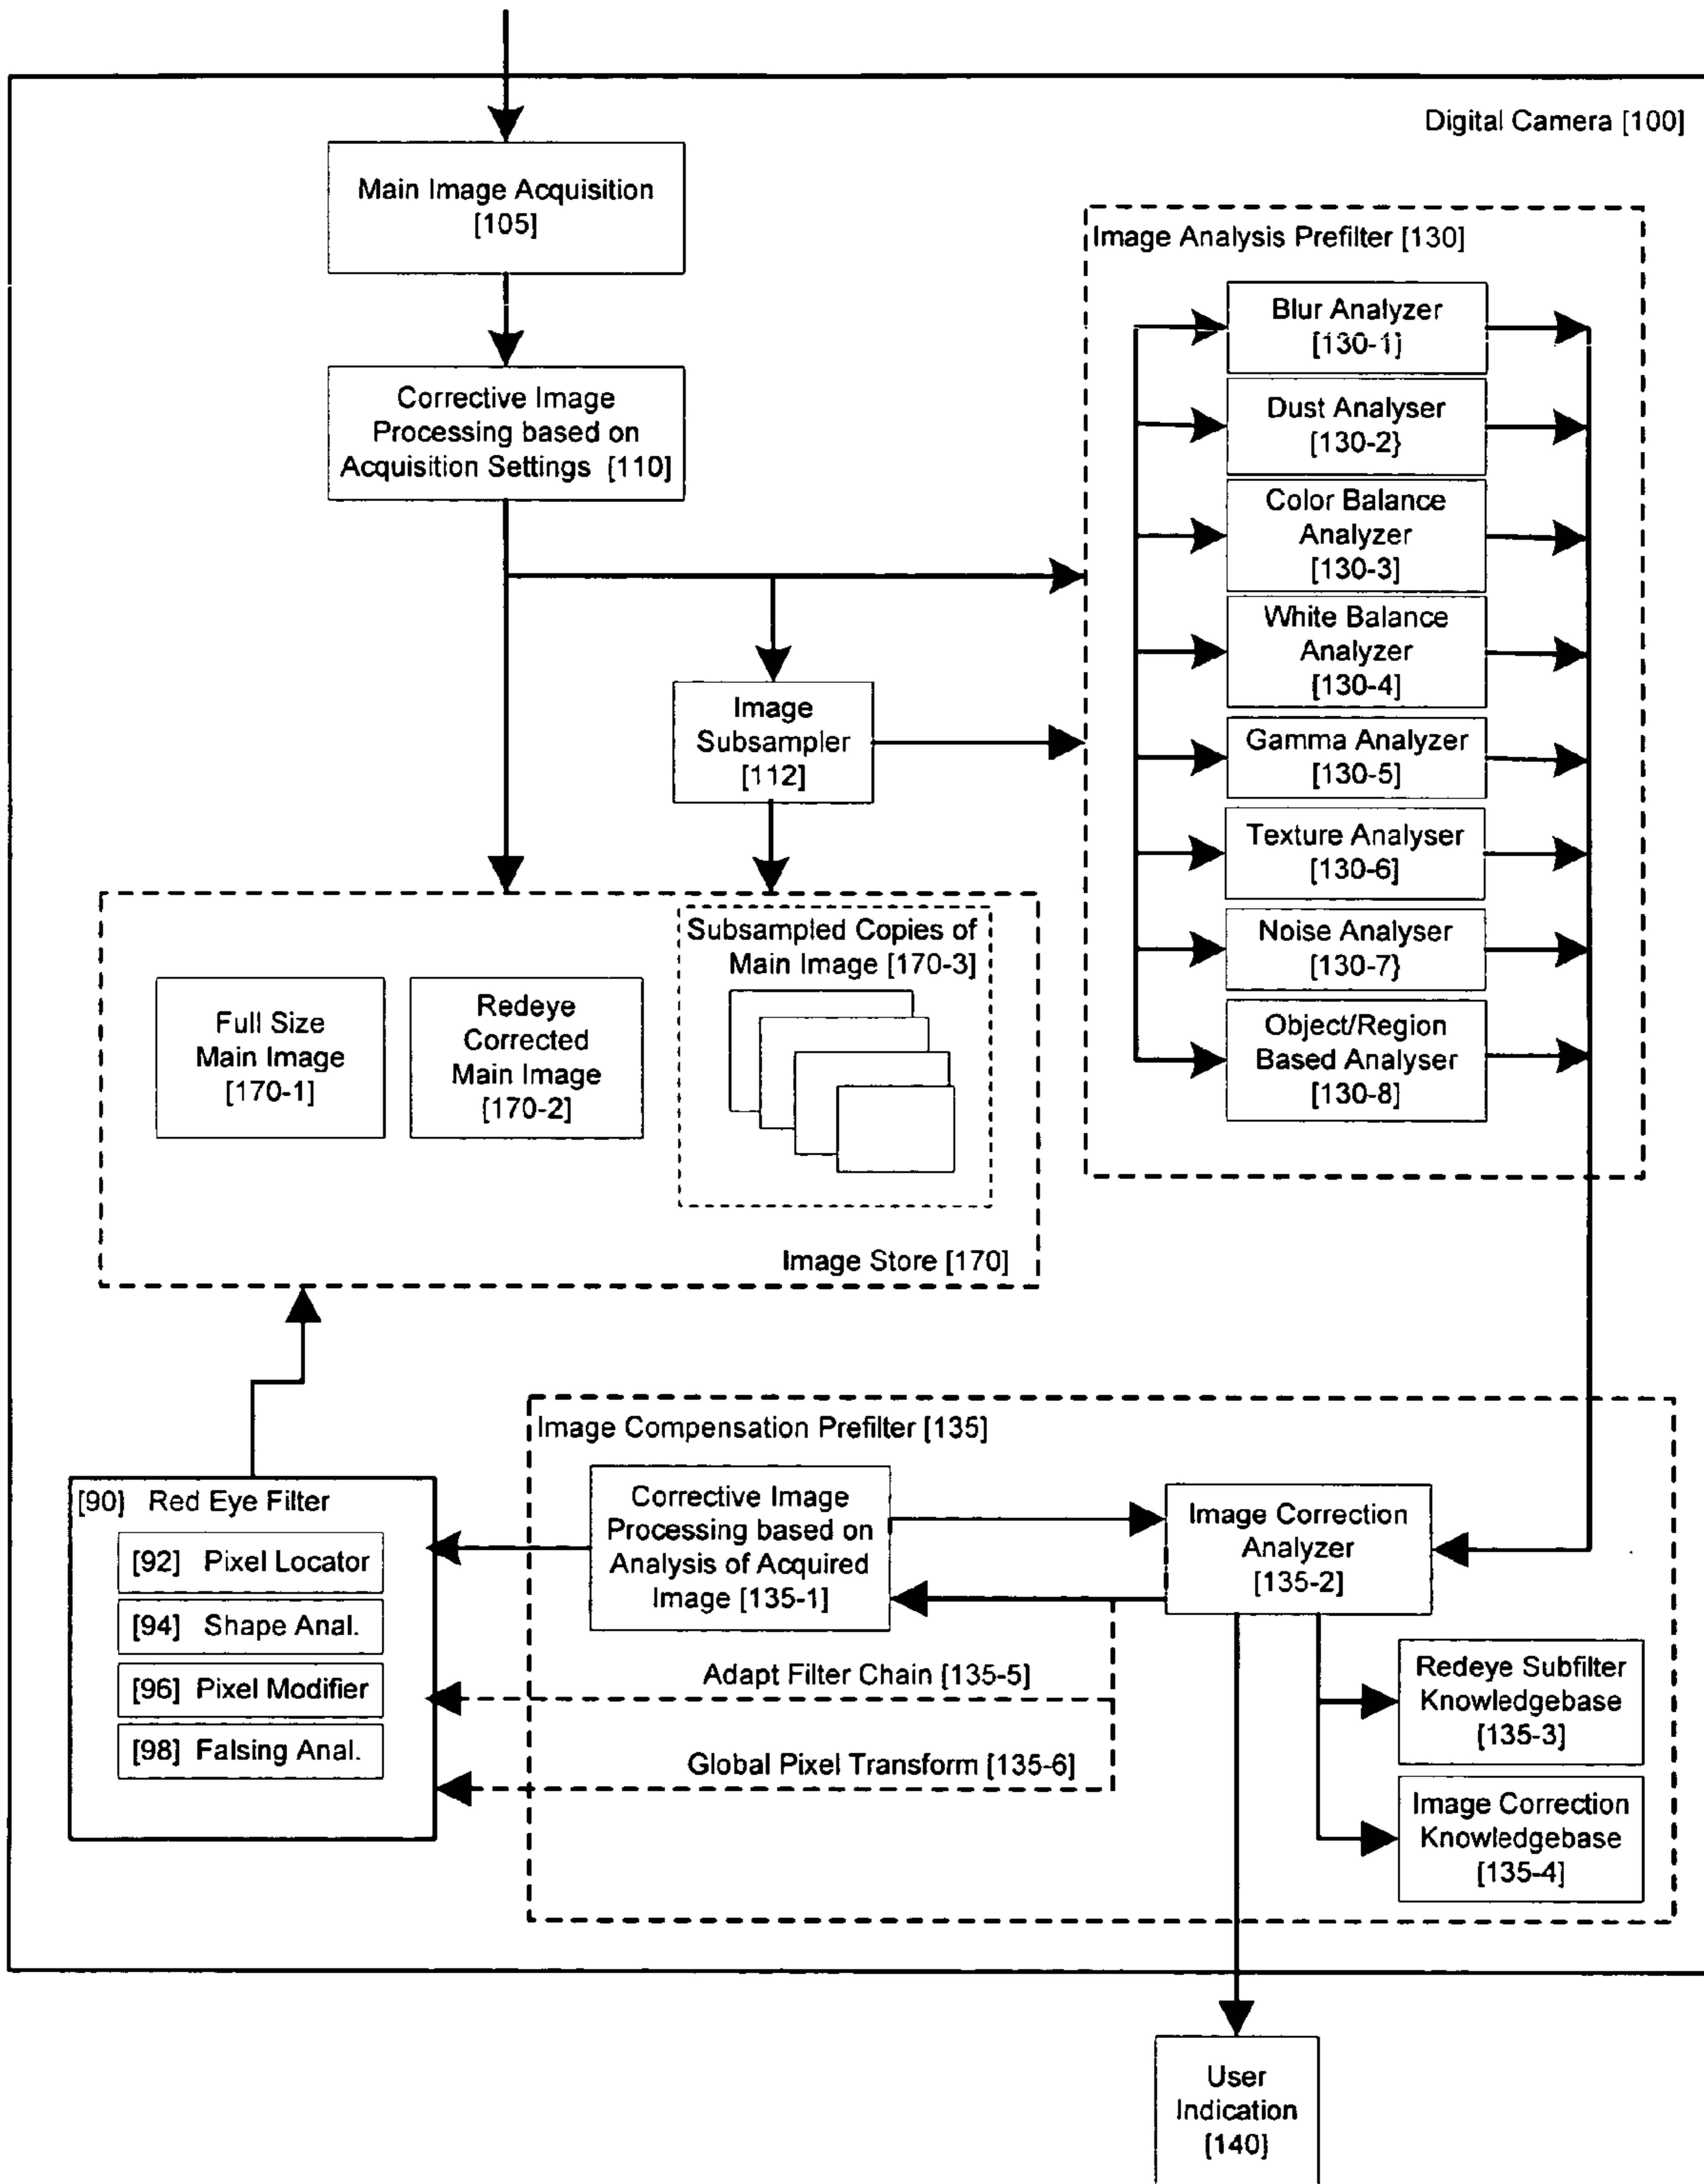 Digital Camera [100]
Main Image Acquisition
[105]
Corrective Image
Processing based on
Acquisition Settings [110]
Image Analysis Prefilter [130]
Blur Analyzer
[130-1]
Dust Analyser
[130-2}
Color Balance
Analyzer
[130-3]
White Balance
Analyzer
[130-4]
Gamma Analyzer
[130-5]
Texture Analyser
[130-6]
Noise Analyser
[130-7}
Object/Region
Based Analyser
[130-8]
Image
Subsampler
[112]
Subsampted Copies of
Main Image [170-3]
Full Size
Main Image
[170-1]
Redeye
Corrected
Main Image
[170-2]
Image Store [170]
Image Compensation Prefilter [135]
Corrective Image
Processing based on
Analysis of Acquired
Image [135-1]
Image Correction
Analyzer
[135-2]
[90] Red Eye Filter
[92] Pixel Locator
[94] Shape Anal.
[96] Pixel Modifier
[98] Falsing Anal.
Adapt Filter Chain [135-5]
Global Pixel Transform [135-6]
Redeye Subfilter
Knowledgebase
[135-3]
Image Correction
Knowledgebase
[135-4]
User
Indication
[140]